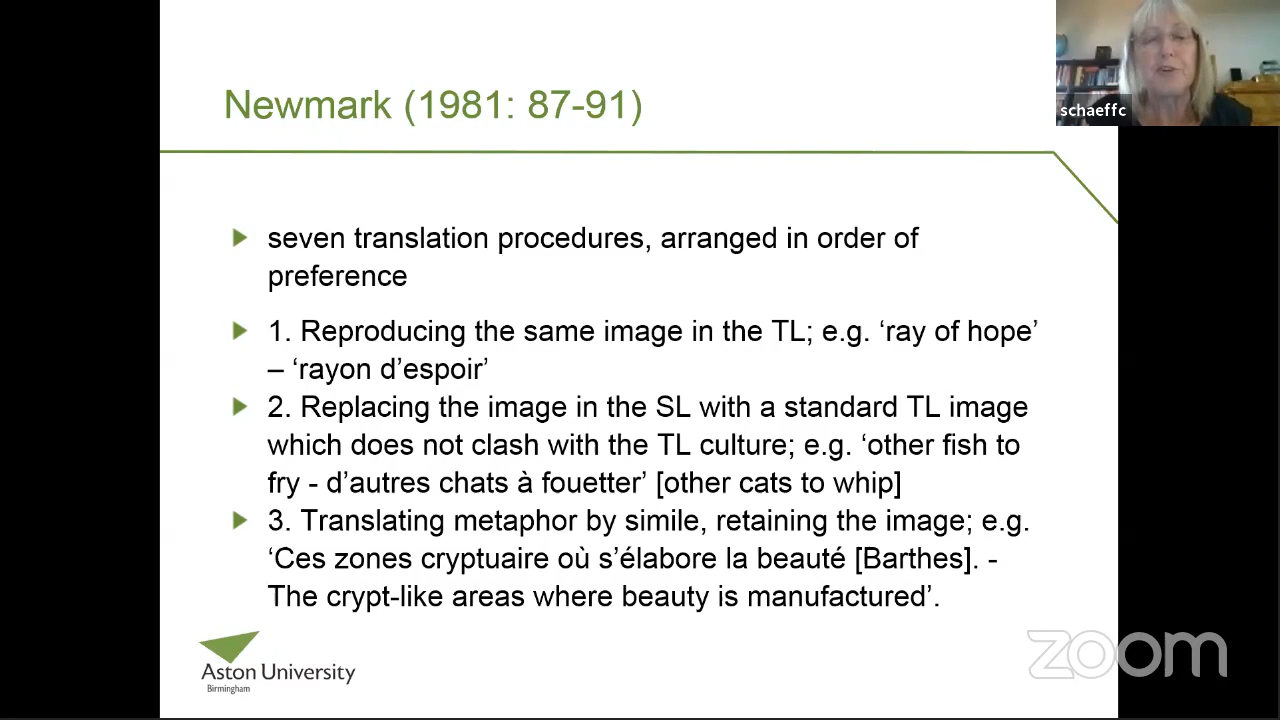 Newmark (1981: 87-91)
schaeffc
seven translation procedures, arranged in order of
preference
1. Reproducing the same image in the TL; e.g. ‘ray of hope’
– ‘rayon d’espoir’
2. Replacing the image in the SL with a standard TL image
which does not clash with the TL culture; e.g. ‘other fish to
fry - d’autres chats à fouetter’ [other cats to whip]
3. Translating metaphor by simile, retaining the image; e.g.
‘Ces zones cryptuaire où s’élabore la beauté [Barthes]. -
The crypt-like areas where beauty is manufactured’.
Aston University
Birmingham
zoom